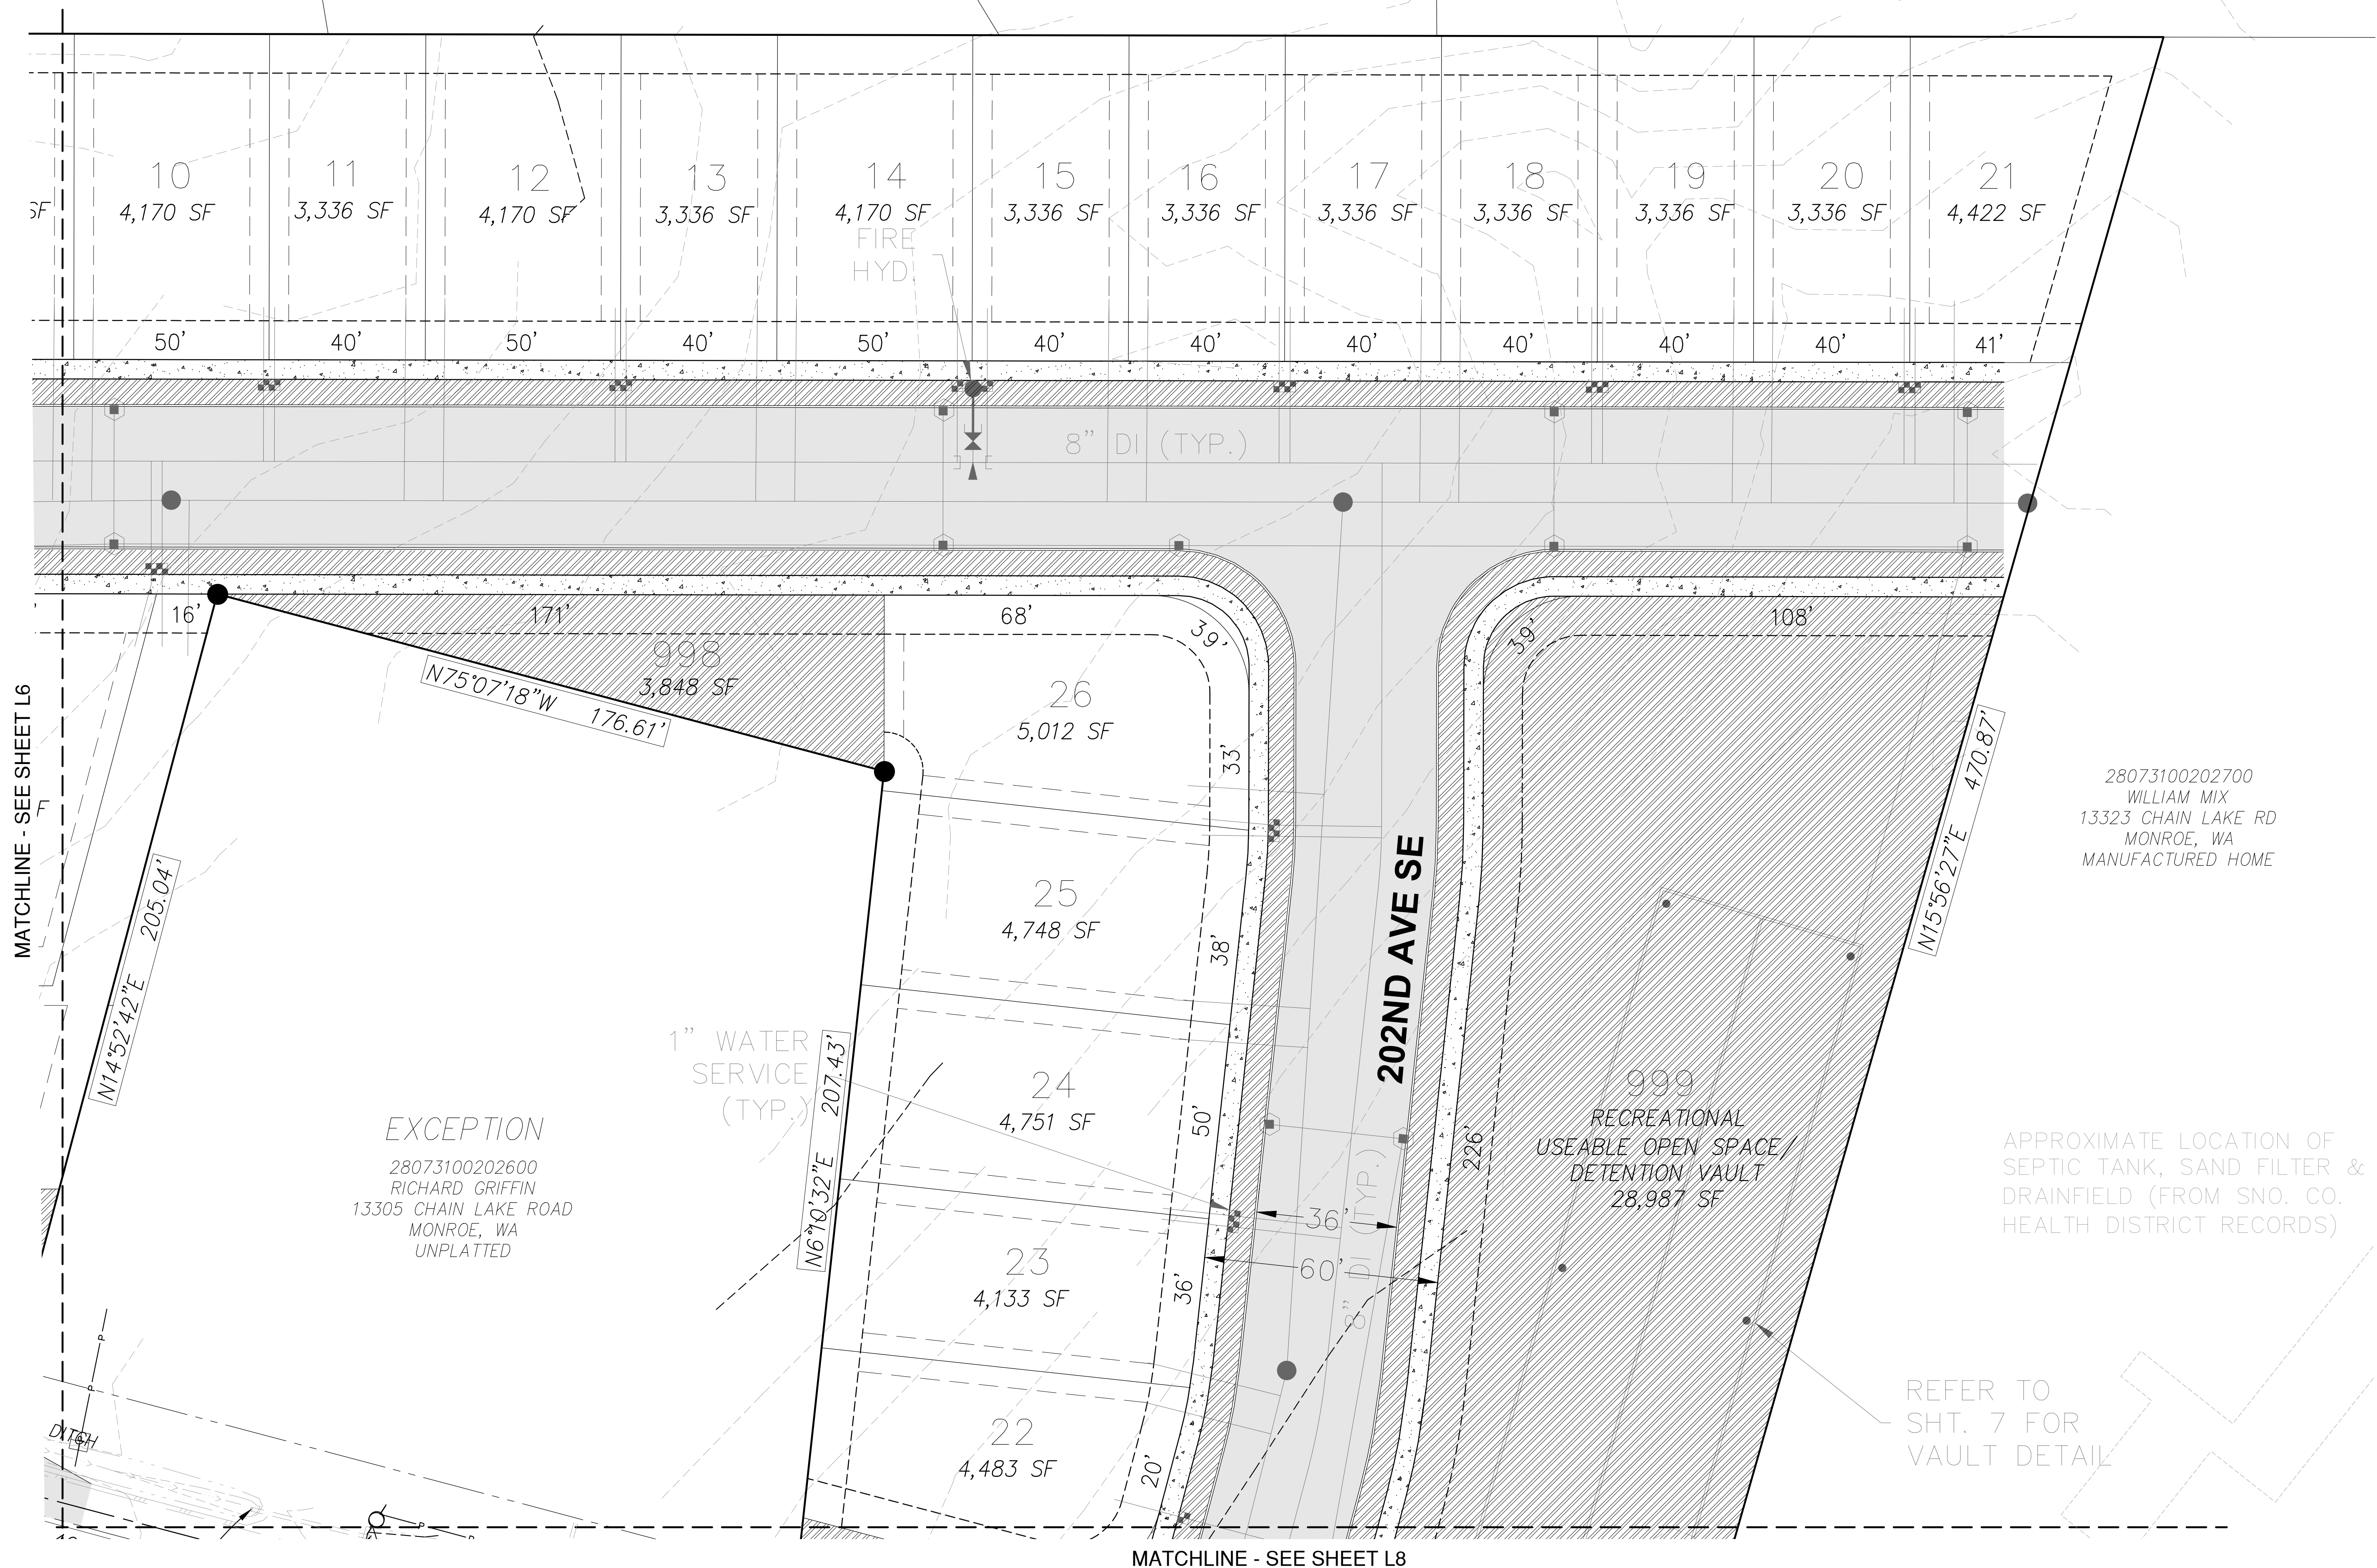 10
4,170 SF
11
3,336 SF
12
4,170 SF
13
3,336 SF
14
4,170 SF
15
3,336 SF
16
3,336 SF
17
3,336 SF
18
3,336 SF
19
3,336 SF
20
3,336 SF
21
4,422 SF
SF
FIRE
HYD.
50'
40'
50'
40'
50'
40'
40'
40'
40'
40'
40'
41'
8" DI (TYP.)
16'
171'
68'
39'
39'
108'
998
3,848 SF
N75°07'18"W 176.61'
26
5,012 SF
33'
25
4,748 SF
38'
24
4,751 SF
50'
23
4,133 SF
36'
22
4,483 SF
20'
MATCHLINE - SEE SHEET L6
F
N14°52'42"E 205.04'
N6°10'32"E 207.43'
1" WATER
SERVICE
(TYP.)
EXCEPTION
28073100202600
RICHARD GRIFFIN
13305 CHAIN LAKE ROAD
MONROE, WA
UNPLATTED
202ND AVE SE
36'
60'
8" DI (TYP.)
226'
999
RECREATIONAL
USEABLE OPEN SPACE/
DETENTION VAULT
28,987 SF
N15°56'27"E 470.87'
28073100202700
WILLIAM MIX
13323 CHAIN LAKE RD
MONROE, WA
MANUFACTURED HOME
APPROXIMATE LOCATION OF
SEPTIC TANK, SAND FILTER &
DRAINFIELD (FROM SNO. CO.
HEALTH DISTRICT RECORDS)
REFER TO
SHT. 7 FOR
VAULT DETAIL
DITCH
P
P
P
MATCHLINE - SEE SHEET L8